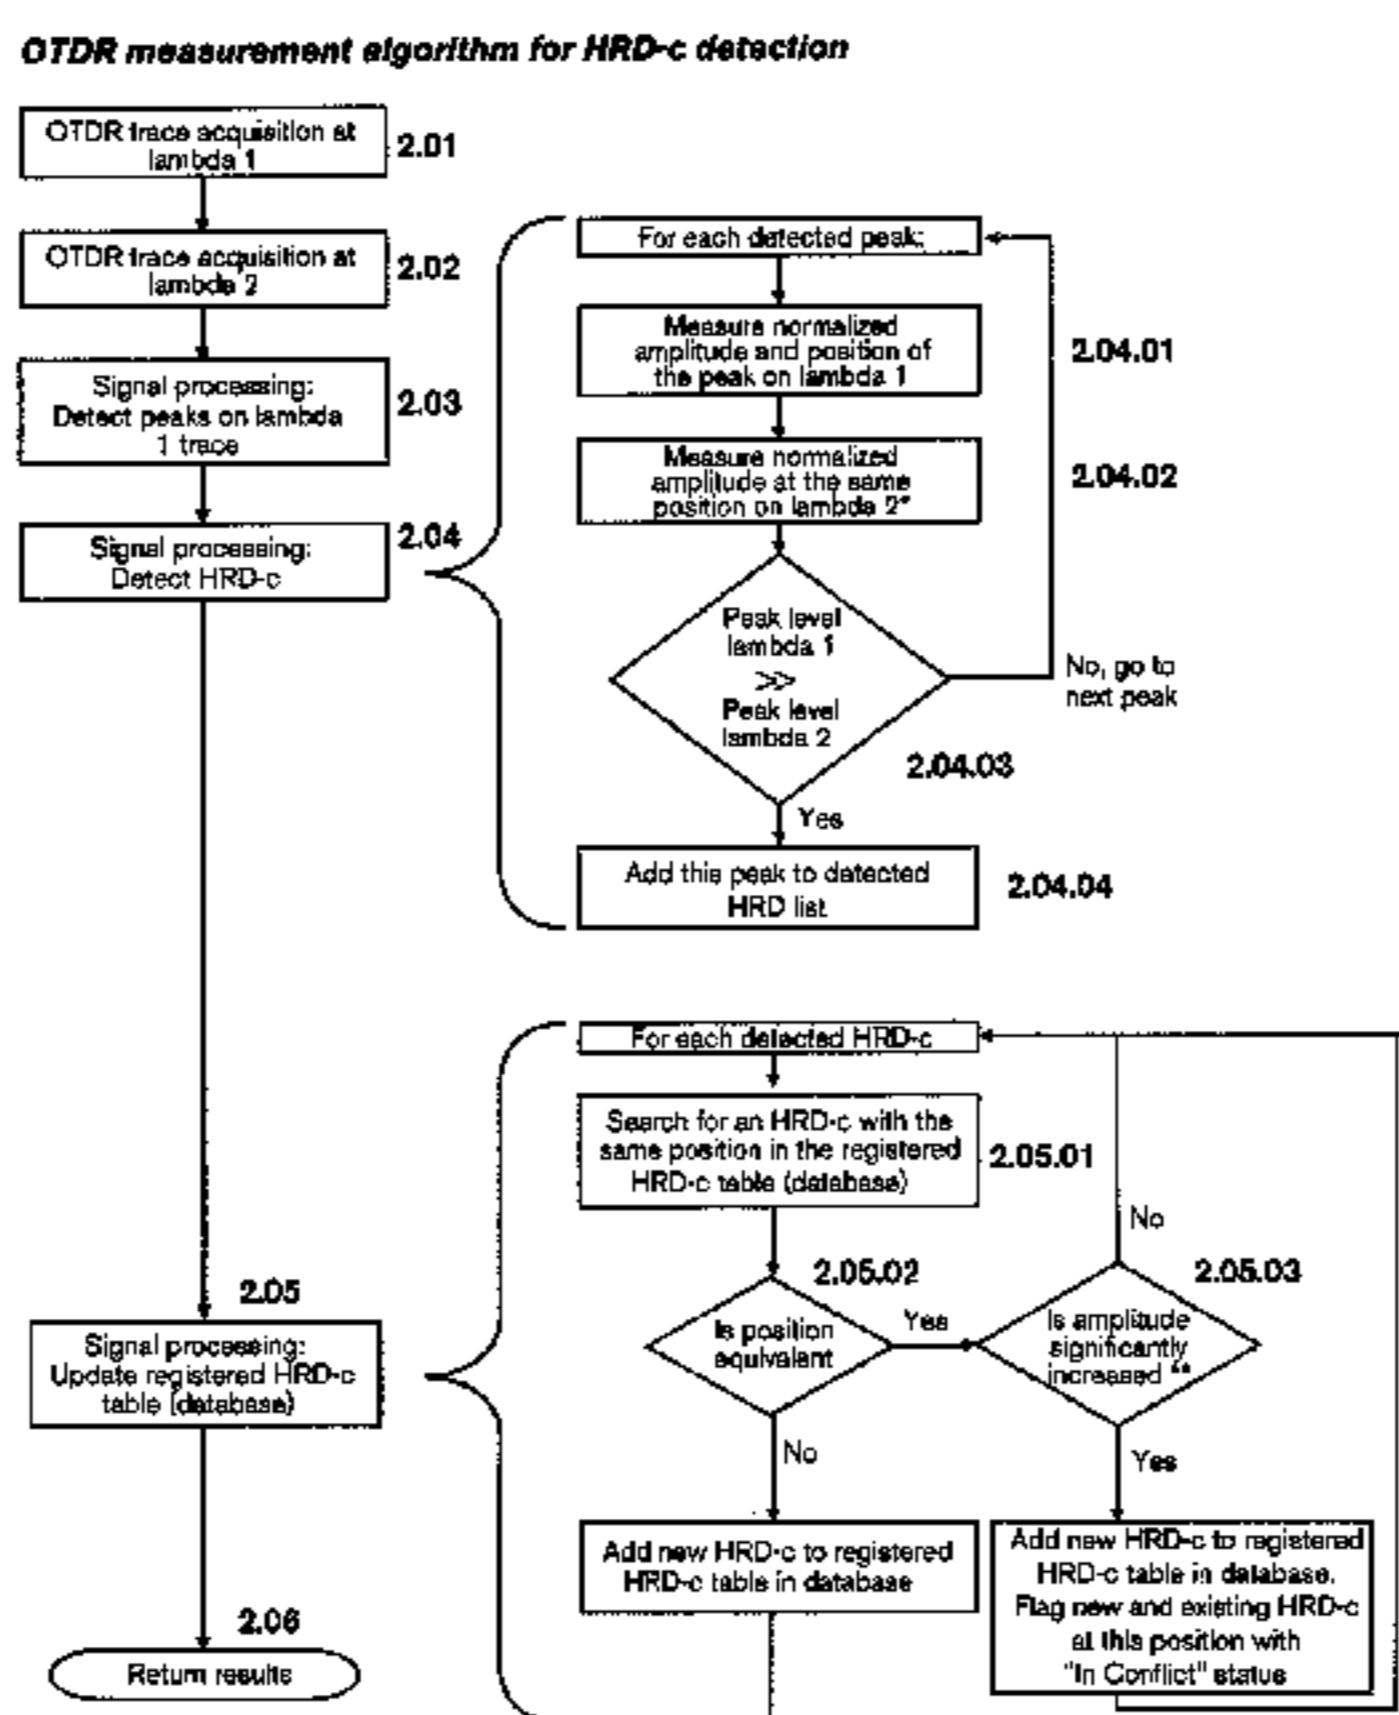 OTDR measurement algorithm for HRD-c detection
OTDR trace acquisition at
lambda 1
2.01
OTDR trace acquisition at
lambda 2
2.02
Signal processing:
Detect peaks on lambda
1 trace
2.03
Signal processing:
Detect HRD-c
2.04
For each detected peak:
Measure normalized
amplitude and position of
the peak on lambda 1
2.04.01
Measure normalized
amplitude at the same
position on lambda 2*
2.04.02
Peak level
lambda 1
>>
Peak level
lambda 2
No, go to
next peak
2.04.03
Yes
Add this peak to detected
HRD list
2.04.04
For each detected HRD-c
Search for an HRD-c with the
same position in the registered
HRD-c table (database)
2.05.01
No
2.05
Signal processing:
Update registered HRD-c
table (database)
2.05.02
Is position
equivalent
Yes
2.05.03
Is amplitude
significantly
increased **
No
Yes
Add new HRD-c to registered
HRD-c table in database
Add new HRD-c to registered
HRD-c table in database.
Flag new and existing HRD-c
at this position with
"In Conflict" status
2.06
Return results